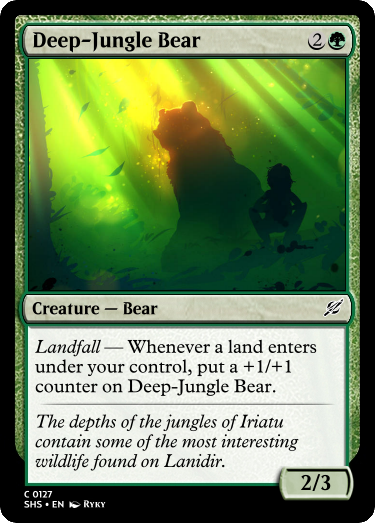 Deep-Jungle Bear 2
Creature — Bear
Landfall — Whenever a land enters
under your control, put a +1/+1
counter on Deep-Jungle Bear.
The depths of the jungles of Iriatu
contain some of the most interesting
wildlife found on Lanidir.
2/3
C 0127
SHS • EN Ryky